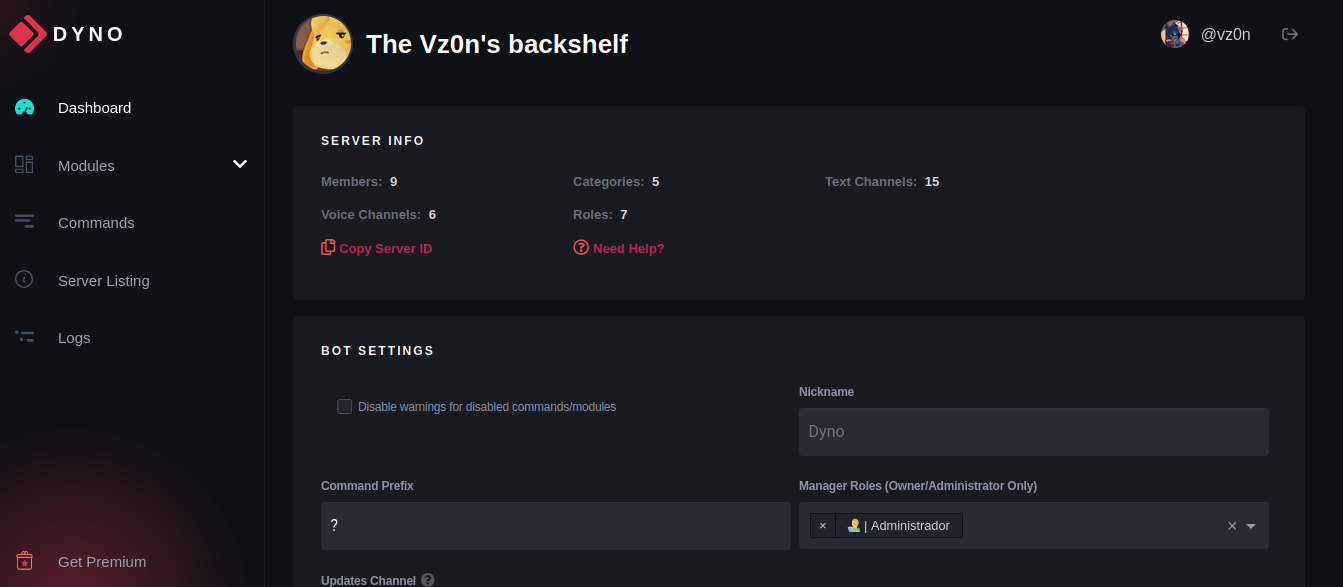 DYNO
The Vz0n's backshelf
@vz0n
Dashboard
Modules
Commands
Server Listing
Logs
Get Premium
SERVER INFO
Members: 9
Categories: 5
Text Channels: 15
Voice Channels: 6
Roles: 7
Copy Server ID
Need Help?
BOT SETTINGS
Disable warnings for disabled commands/modules
Nickname
Dyno
Command Prefix
?
Manager Roles (Owner/Administrator Only)
× | Administrador ×
Updates Channel ?